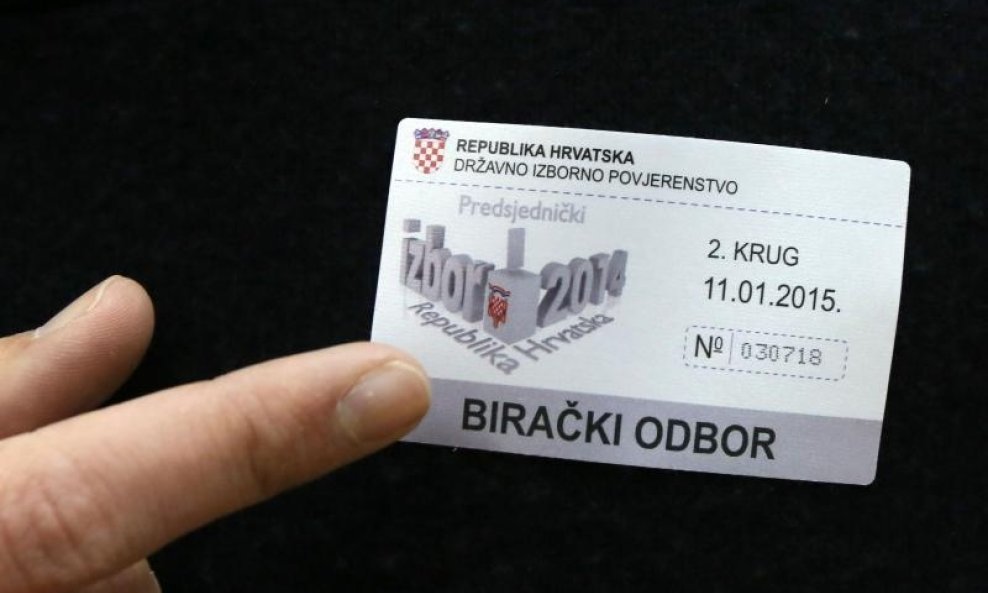 REPUBLIKA HRVATSKA
DRŽAVNO IZBORNO POVJERENSTVO
Predsjednički
izbori 2014
Republika Hrvatska
2. KRUG
11.01.2015.
Nº 030718
BIRAČKI ODBOR